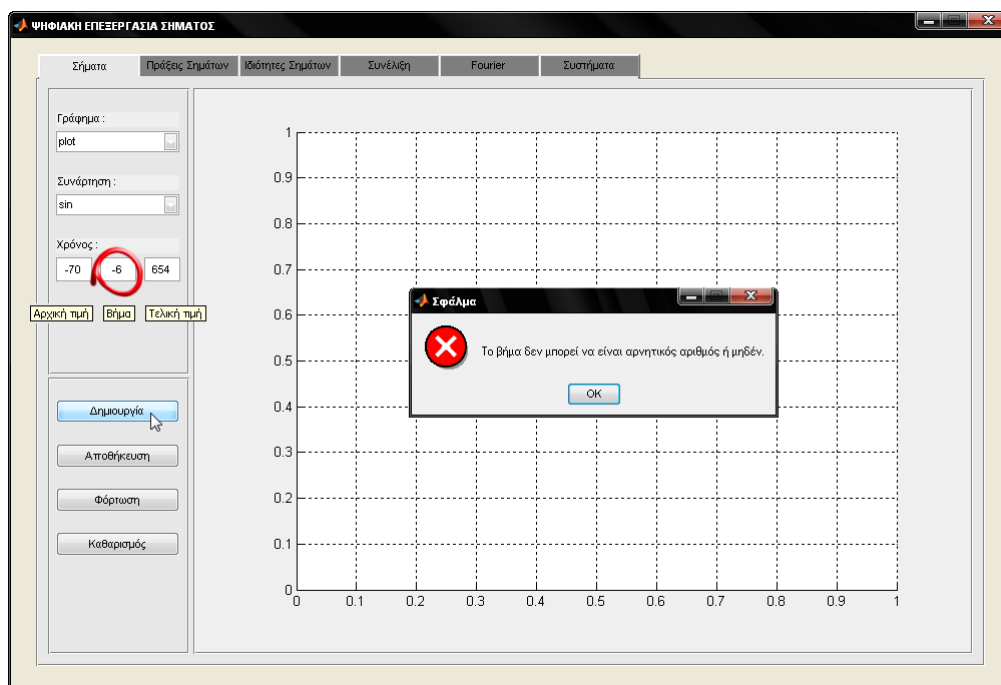 ΨΗΦΙΑΚΗ ΕΠΕΞΕΡΓΑΣΙΑ ΣΗΜΑΤΟΣ
Σήματα Πράξεις Σημάτων Ιδιότητες Σημάτων Συνέλιξη Fourier Συστήματα
Γράφημα :
plot
Συνάρτηση :
sin
Χρόνος :
-70 -6 654
Αρχική τιμή Βήμα Τελική τιμή
Δημιουργία
Αποθήκευση
Φόρτωση
Καθαρισμός
1
0.9
0.8
0.7
0.6
0.5
0.4
0.3
0.2
0.1
0
0 0.1 0.2 0.3 0.4 0.5 0.6 0.7 0.8 0.9 1
Σφάλμα
Το βήμα δεν μπορεί να είναι αρνητικός αριθμός ή μηδέν.
OK